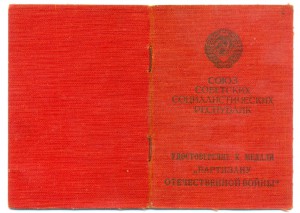 СОЮЗ
СОВЕТСКИХ
СОЦИАЛИСТИЧЕСКИХ
РЕСПУБЛИК
УДОСТОВЕРЕНИЕ К МЕДАЛИ
„ПАРТИЗАНУ
ОТЕЧЕСТВЕННОЙ ВОЙНЫ“